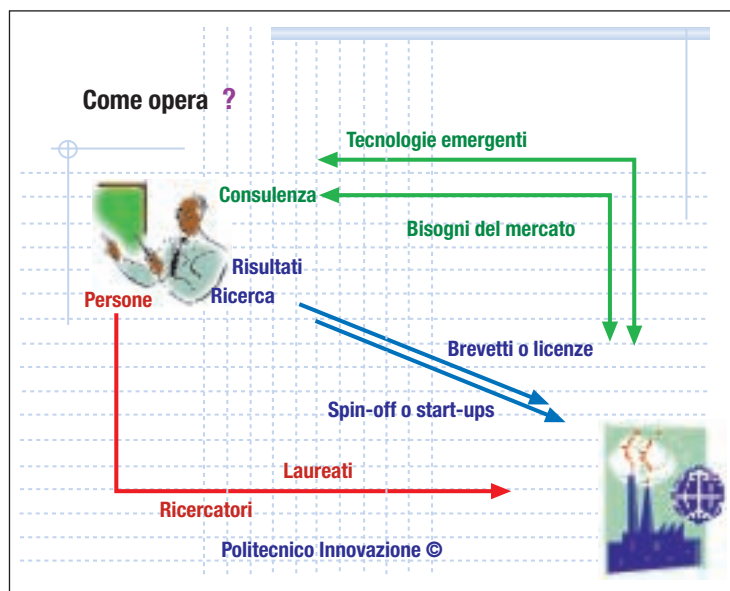 Come opera ?
Tecnologie emergenti
Consulenza
Bisogni del mercato
Risultati
Ricerca
Persone
Brevetti o licenze
Spin-off o start-ups
Laureati
Ricercatori
Politecnico Innovazione ©